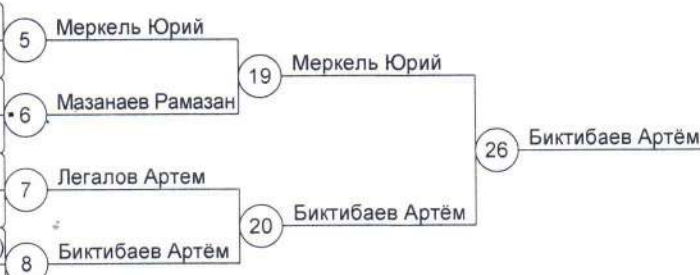 5 Меркель Юрий
19 Меркель Юрий
6 Мазанаев Рамазан
26 Биктибаев Артём
7 Легалов Артем
20 Биктибаев Артём
8 Биктибаев Артём